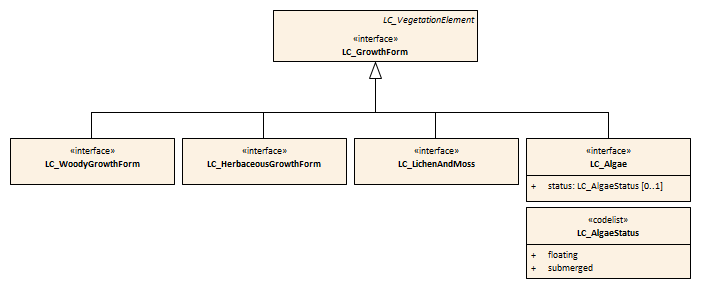 LC_VegetationElement
«interface»
LC_GrowthForm
«interface»
LC_WoodyGrowthForm
«interface»
LC_HerbaceousGrowthForm
«interface»
LC_LichenAndMoss
«interface»
LC_Algae
+ status: LC_AlgaeStatus [0..1]
«codelist»
LC_AlgaeStatus
+ floating
+ submerged